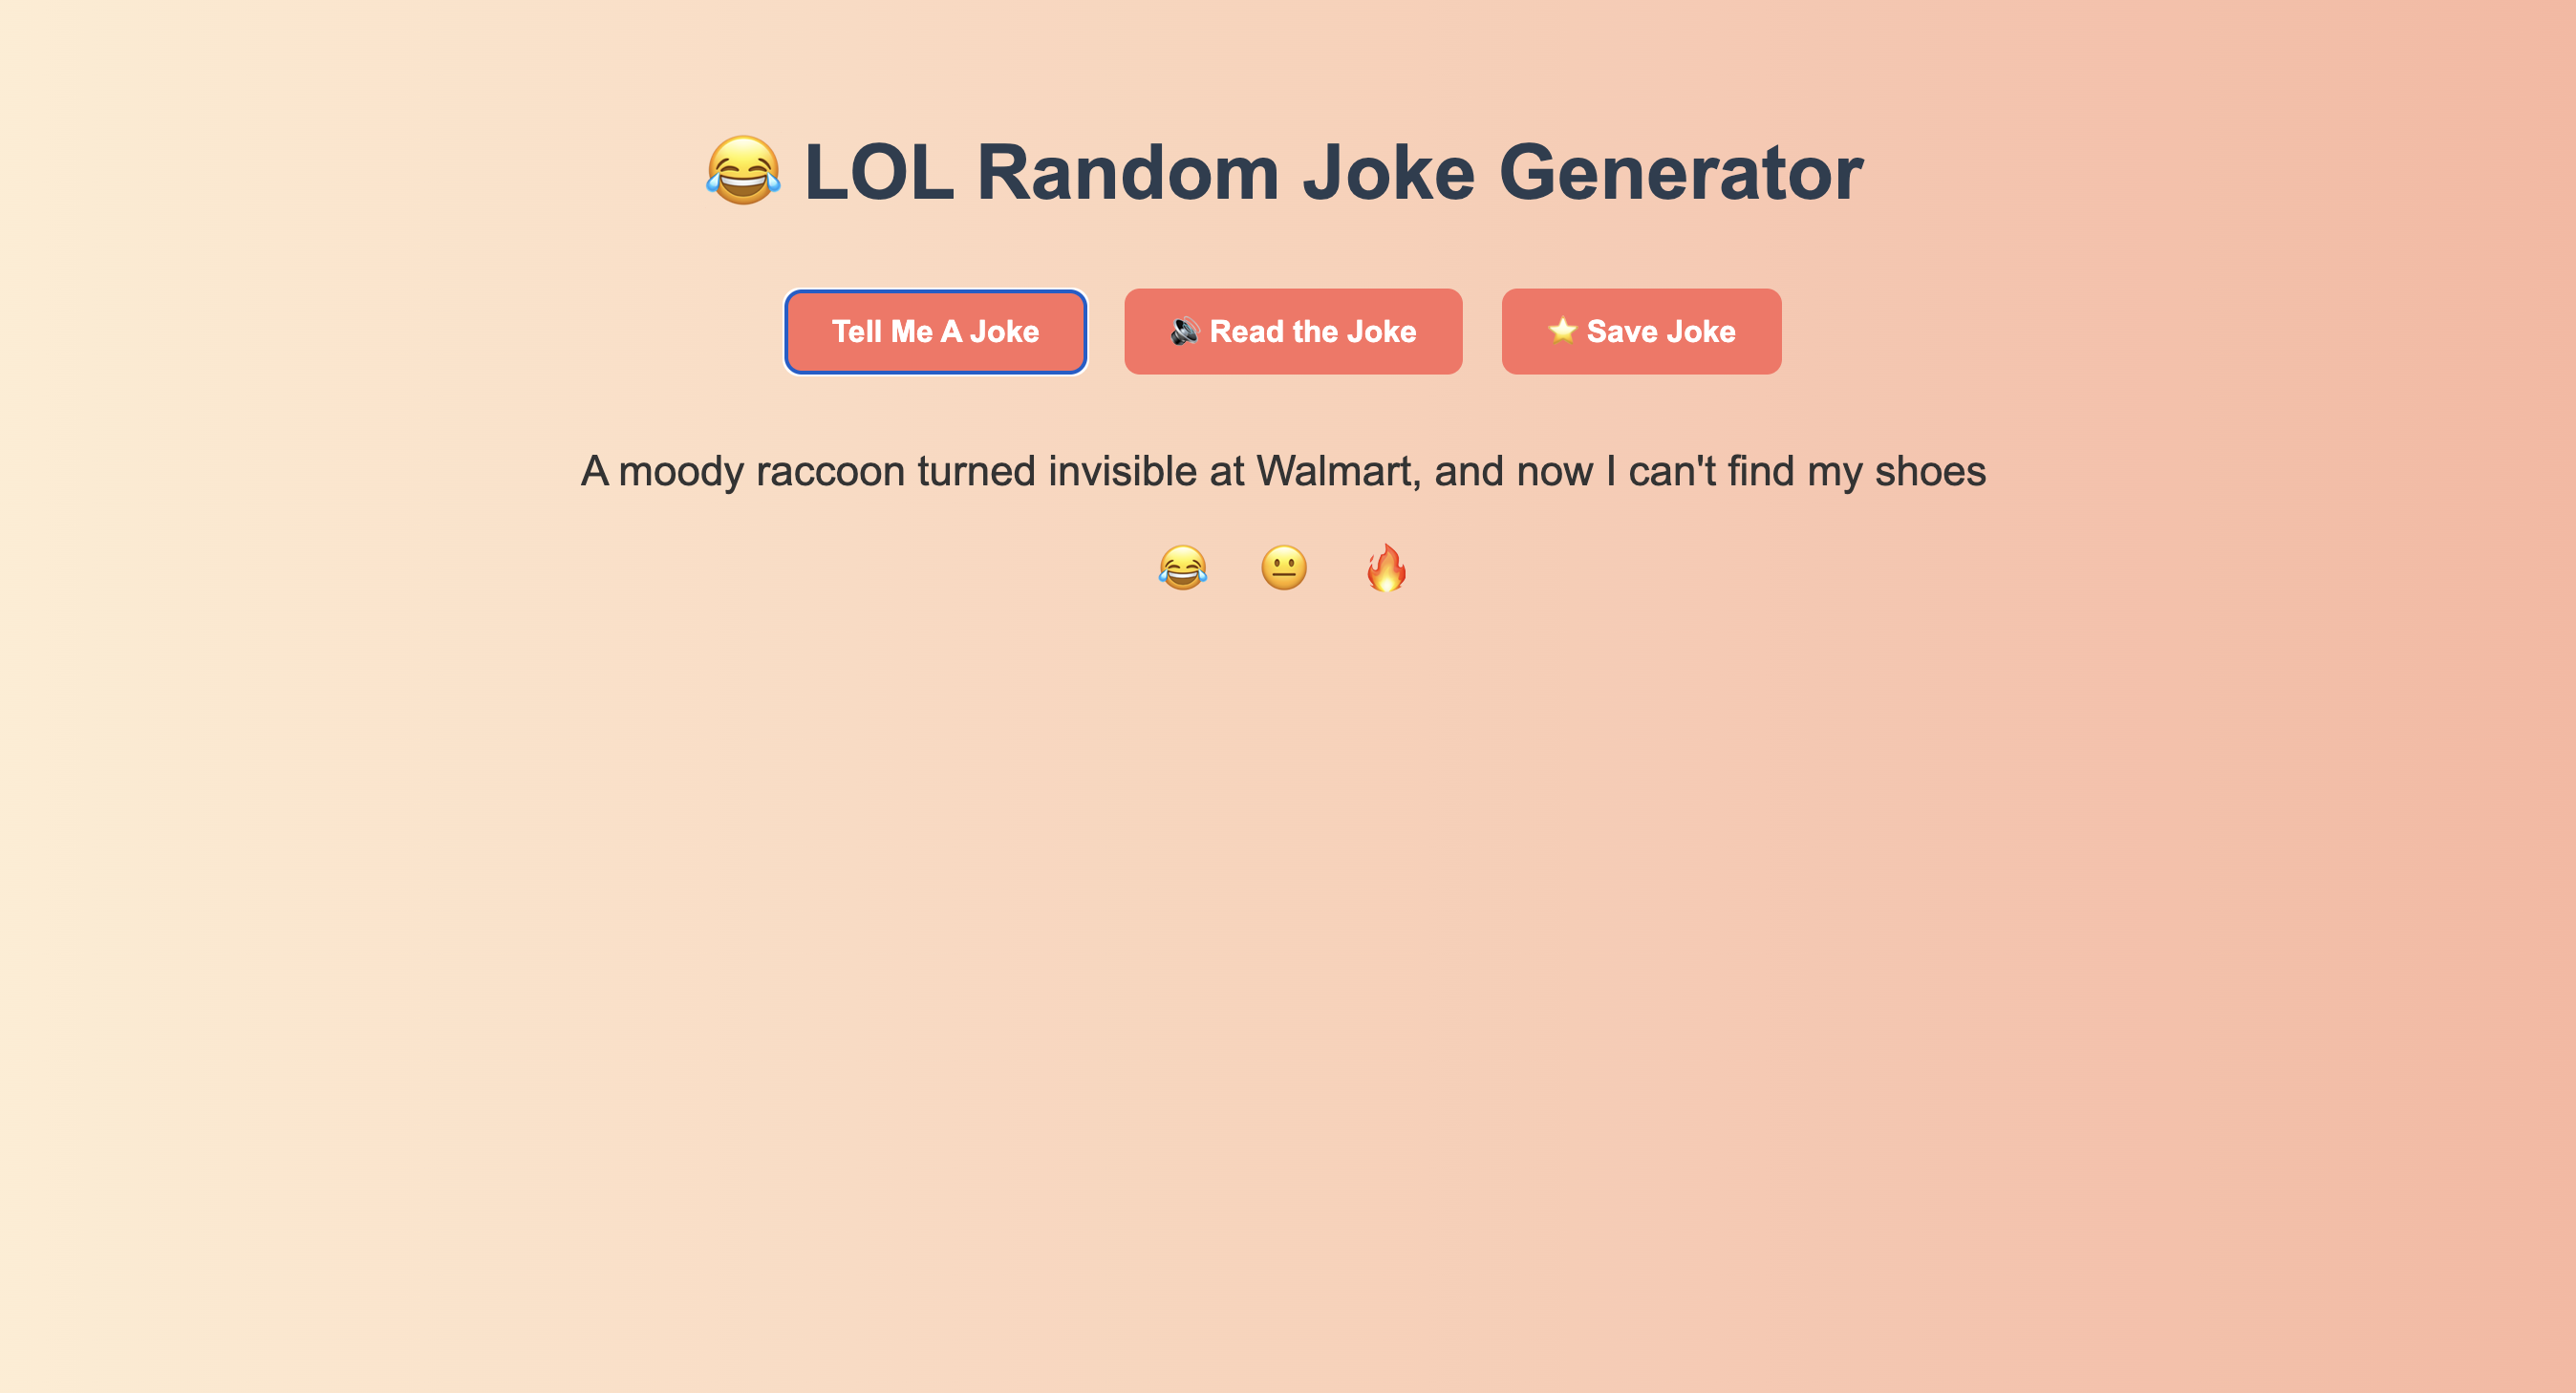 😂 LOL Random Joke Generator
Tell Me A Joke
🔊 Read the Joke
⭐ Save Joke
A moody raccoon turned invisible at Walmart, and now I can't find my shoes
😂 😐 🔥